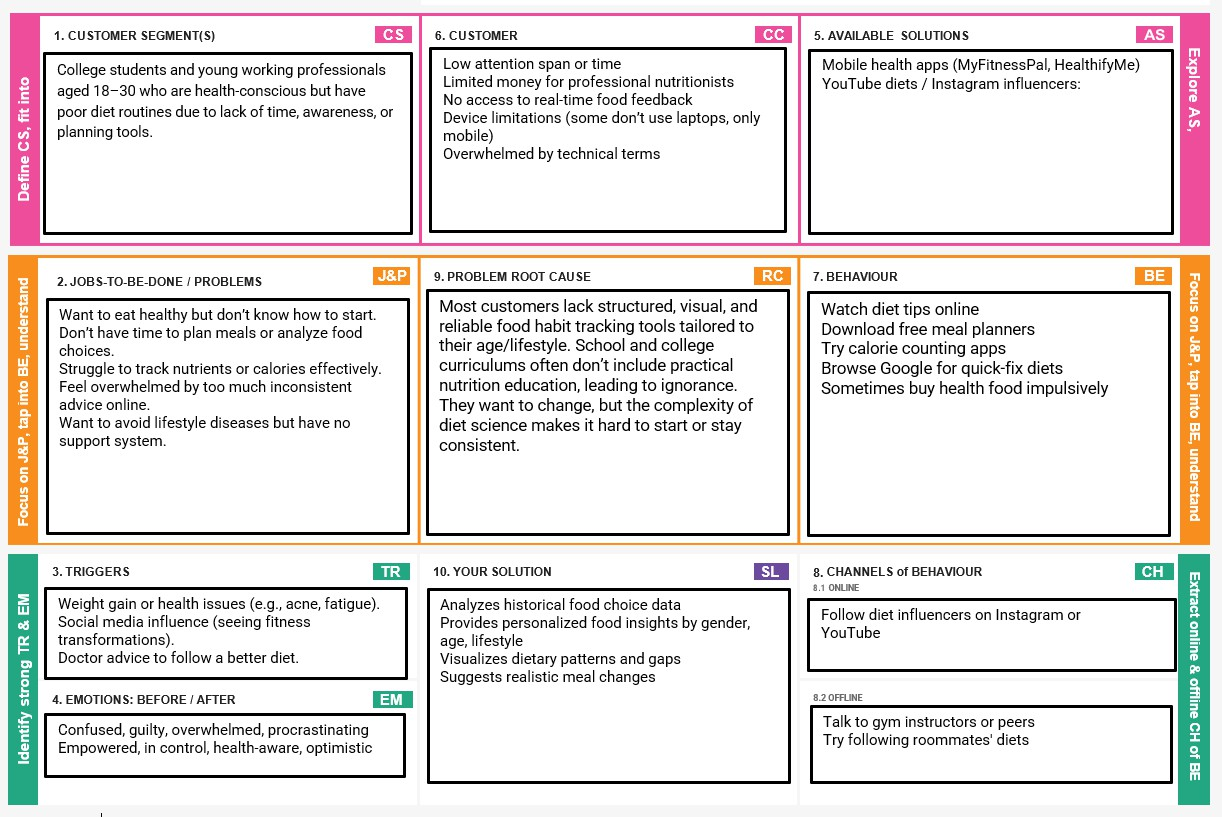 Define CS, fit into
1. CUSTOMER SEGMENT(S)
CS
College students and young working professionals
aged 18–30 who are health-conscious but have
poor diet routines due to lack of time, awareness, or
planning tools.
6. CUSTOMER
CC
Low attention span or time
Limited money for professional nutritionists
No access to real-time food feedback
Device limitations (some don’t use laptops, only
mobile)
Overwhelmed by technical terms
5. AVAILABLE SOLUTIONS
AS
Mobile health apps (MyFitnessPals, HealthifyMe)
YouTube diets / Instagram influencers:
Explore AS,
Focus on J&P, tap into BE, understand
2. JOBS-TO-BE-DONE / PROBLEMS
J&P
Want to eat healthy but don’t know how to start.
Don’t have time to plan meals or analyze food
choices.
Struggle to track nutrients or calories effectively.
Feel overwhelmed by too much inconsistent
advice online.
Want to avoid lifestyle diseases but have no
support system.
9. PROBLEM ROOT CAUSE
RC
Most customers lack structured, visual, and
reliable food habit tracking tools tailored to
their age/lifestyle. School and college
curriculums often don’t include practical
nutrition education, leading to ignorance.
They want to change, but the complexity of
diet science makes it hard to start or stay
consistent.
7. BEHAVIOUR
BE
Watch diet tips online
Download free meal planners
Try calorie counting apps
Browse Google for quick-fix diets
Sometimes buy health food impulsively
Focus on J&P, tap into BE, understand
Identify strong TR & EM
3. TRIGGERS
TR
Weight gain or health issues (e.g., acne, fatigue).
Social media influence (seeing fitness
transformations).
Doctor advice to follow a better diet.
4. EMOTIONS: BEFORE / AFTER
EM
Confused, guilty, overwhelmed, procrastinating
Empowered, in control, health-aware, optimistic
10. YOUR SOLUTION
SL
Analyzes historical food choice data
Provides personalized food insights by gender,
age, lifestyle
Visualizes dietary patterns and gaps
Suggests realistic meal changes
8. CHANNELS of BEHAVIOUR
CH
8.1 ONLINE
Follow diet influencers on Instagram or
YouTube
8.2 OFFLINE
Talk to gym instructors or peers
Try following roommates' diets
Extract online & offline CH of BE